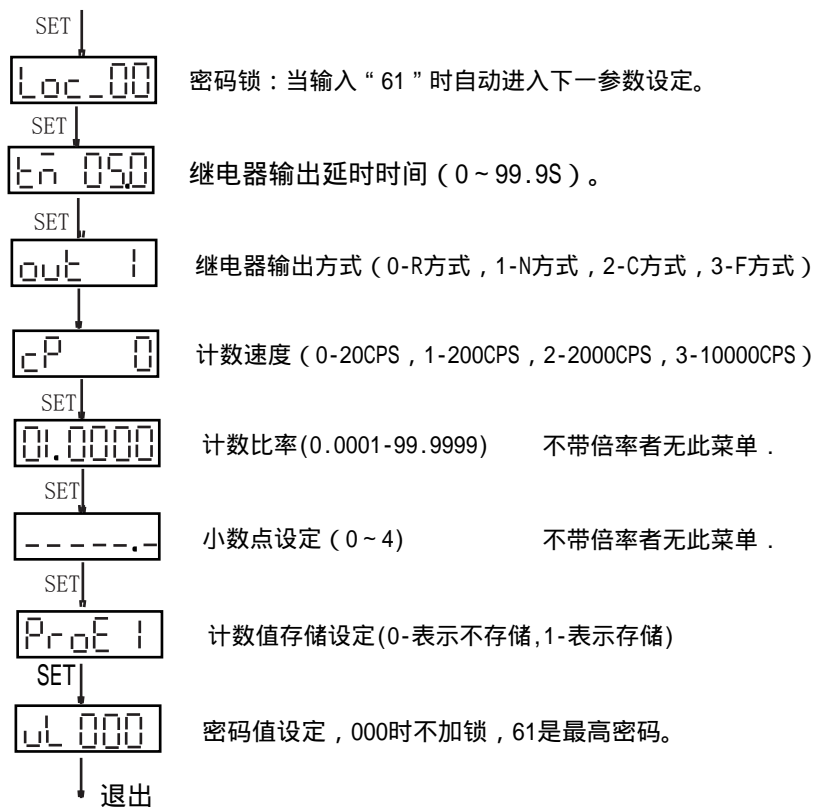 SET
Loc_00 密码锁：当输入“61”时自动进入下一参数设定。
SET
tm 05.0 继电器输出延时时间（0~99.9S）。
SET
out 1 继电器输出方式（0-R方式，1-N方式，2-C方式，3-F方式）
cP 0 计数速度（0-20CPS，1-200CPS，2-2000CPS，3-10000CPS）
SET
01.0000 计数比率(0.0001-99.9999) 不带倍率者无此菜单．
SET
-----.- 小数点设定（0~4) 不带倍率者无此菜单．
SET
ProE 1 计数值存储设定(0-表示不存储,1-表示存储)
SET
uL 000 密码值设定，000时不加锁，61是最高密码。
退出